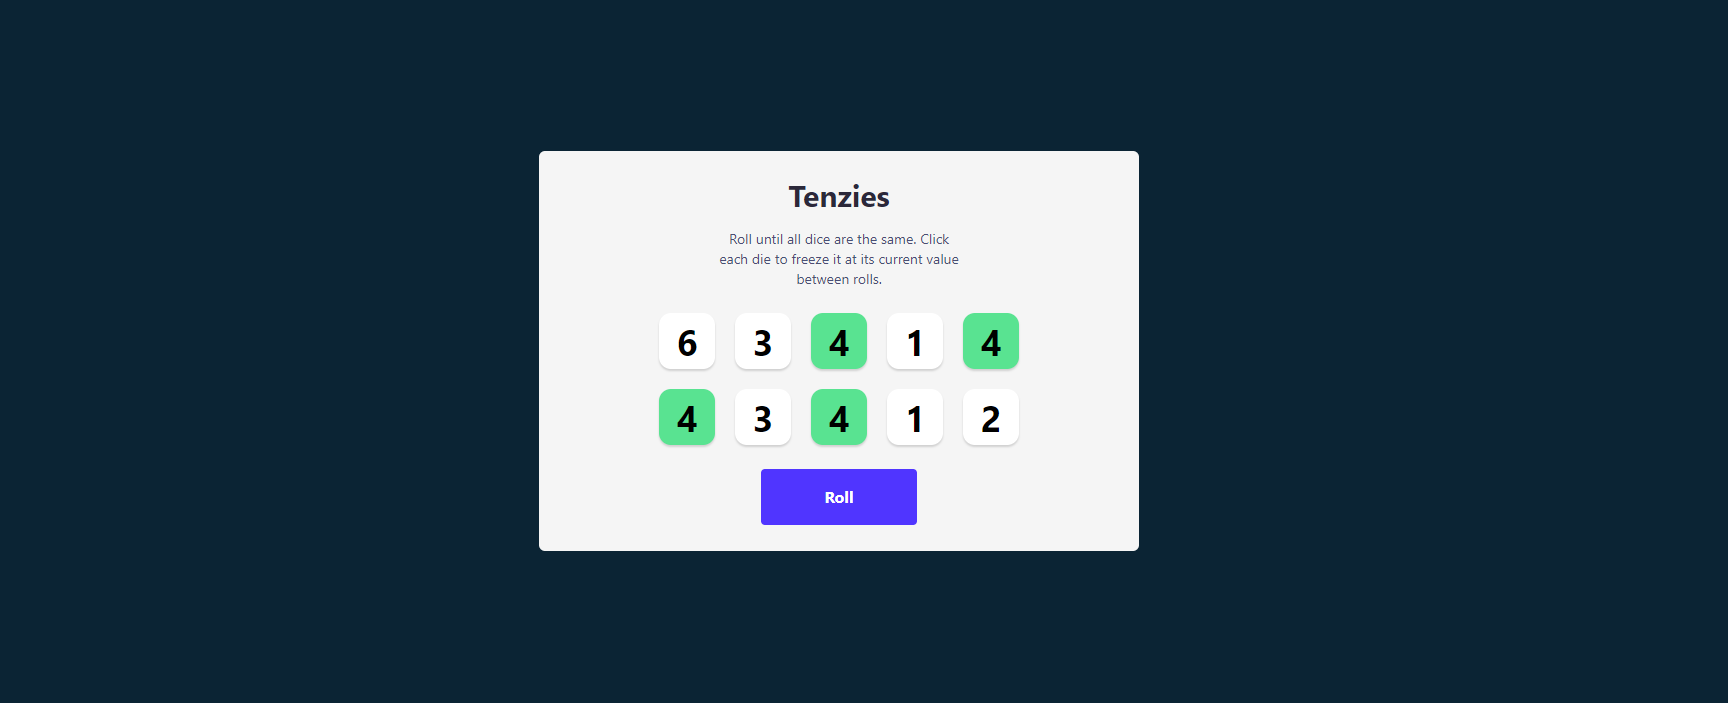 Tenzies
Roll until all dice are the same. Click
each die to freeze it at its current value
between rolls.
6 3 4 1 4
4 3 4 1 2
Roll